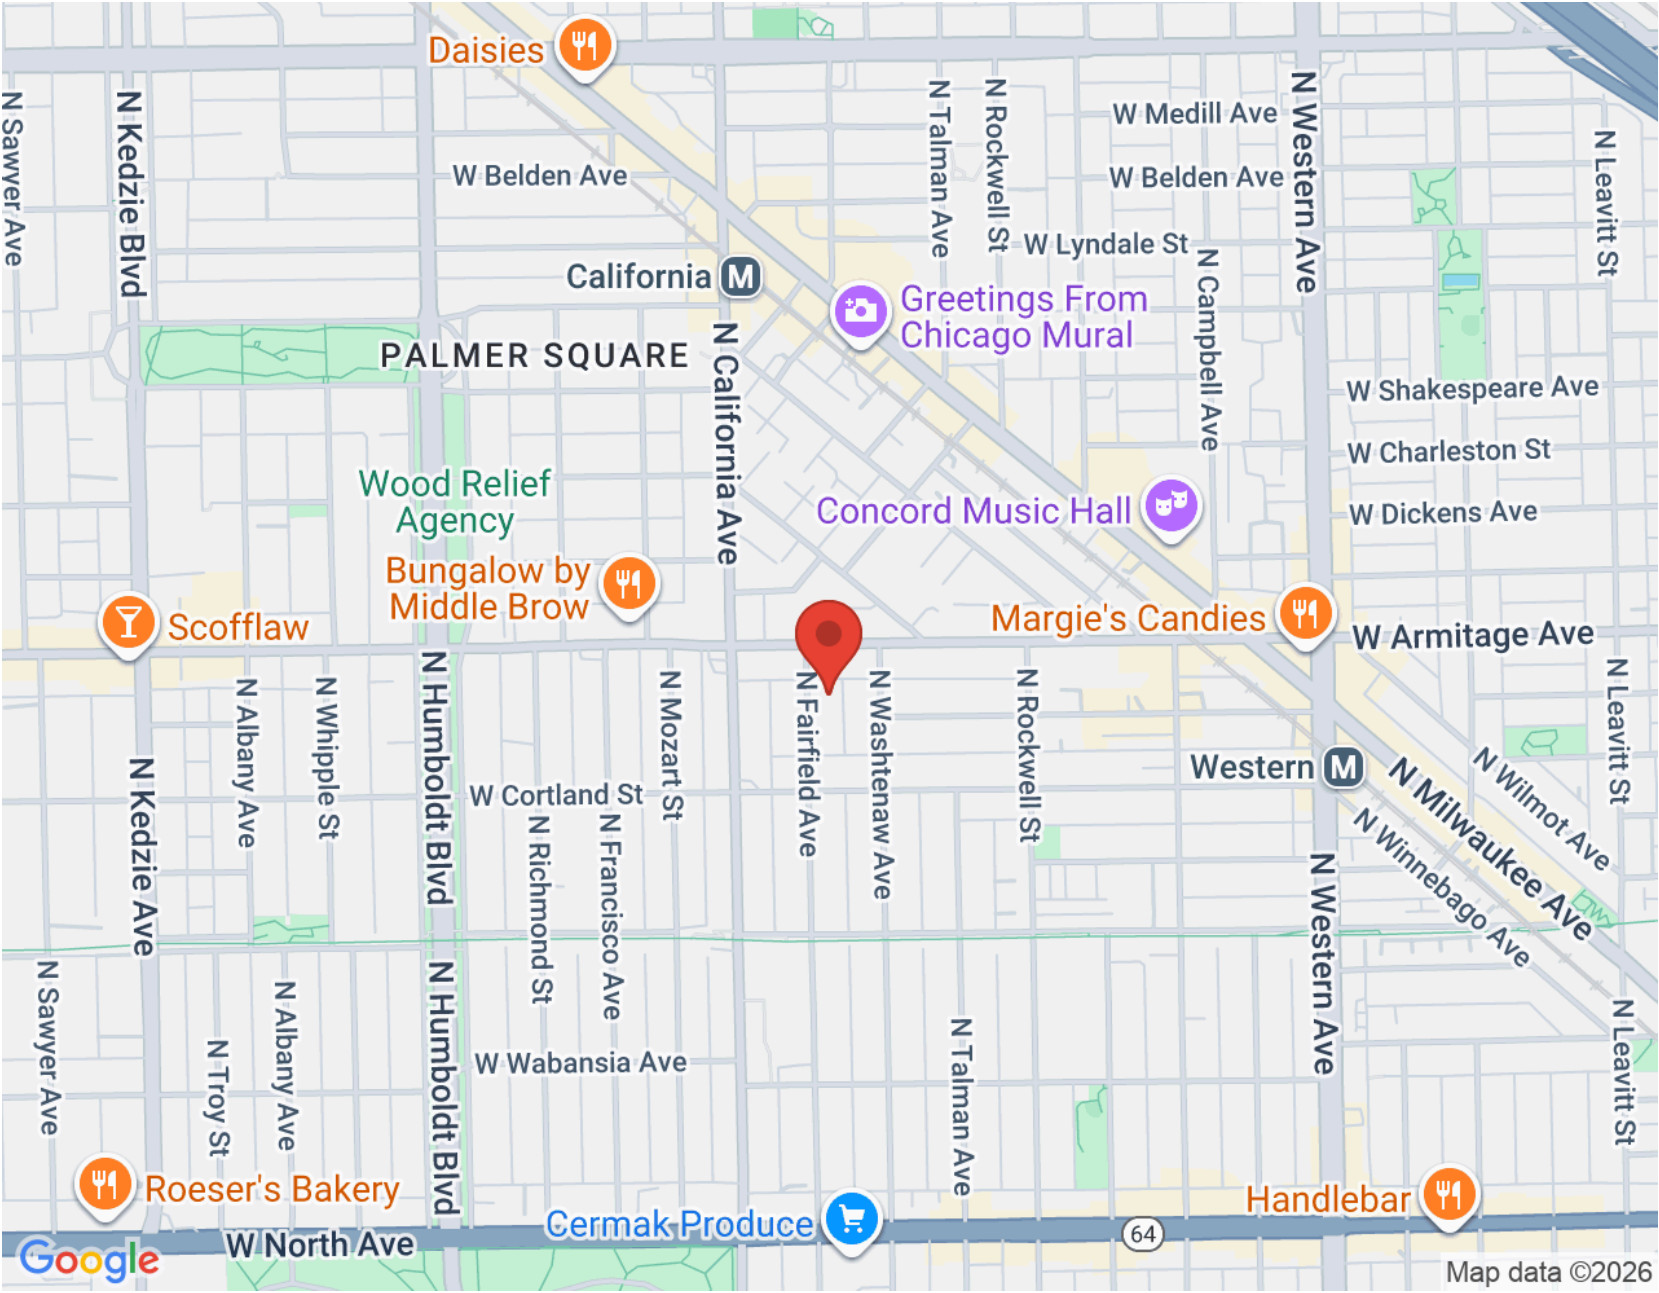 Daisies
N Sawyer Ave
N Kedzie Blvd
W Belden Ave
N Talman Ave
N Rockwell St
W Medill Ave
W Belden Ave
N Western Ave
N Leavitt St
W Lyndale St
N Campbell Ave
California
M
Greetings From
Chicago Mural
PALMER SQUARE
N California Ave
W Shakespeare Ave
W Charleston St
W Dickens Ave
Wood Relief
Agency
Concord Music Hall
Bungalow by
Middle Brow
Scofflaw
Margie's Candies
W Armitage Ave
N Humboldt Blvd
N Albany Ave
N Whipple St
N Mozart St
N Fairfield Ave
N Washtenaw Ave
N Rockwell St
N Leavitt St
Western
M
N Milwaukee Ave
N Wilmot Ave
N Winnebago Ave
N Kedzie Ave
W Cortland St
N Richmond St
N Francisco Ave
N Western Ave
N Sawyer Ave
N Troy St
N Albany Ave
N Humboldt Blvd
W Wabansia Ave
N Talman Ave
N Leavitt St
Roeser's Bakery
Cermak Produce
Handlebar
64
W North Ave
Google
Map data ©2026